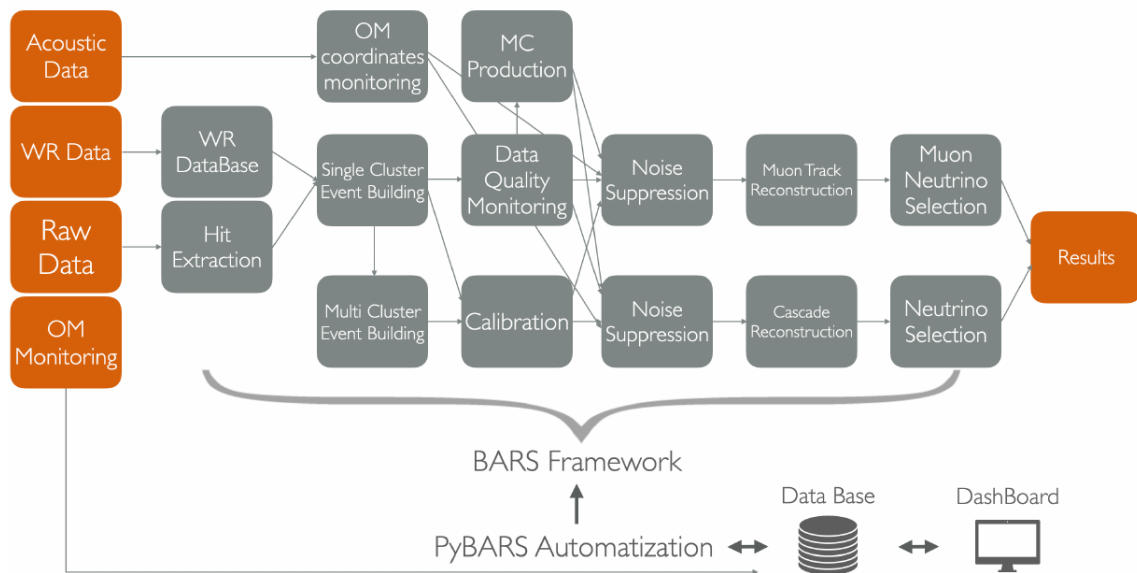 Acoustic
Data
OM
coordinates
monitoring
MC
Production
WR Data
WR
DataBase
Single Cluster
Event Building
Data
Quality
Monitoring
Noise
Suppression
Muon Track
Reconstruction
Muon
Neutrino
Selection
Raw
Data
Hit
Extraction
Results
OM
Monitoring
Multi Cluster
Event Building
Calibration
Noise
Suppression
Cascade
Reconstruction
Neutrino
Selection
BARS Framework
Data Base
DashBoard
PyBARS Automatization